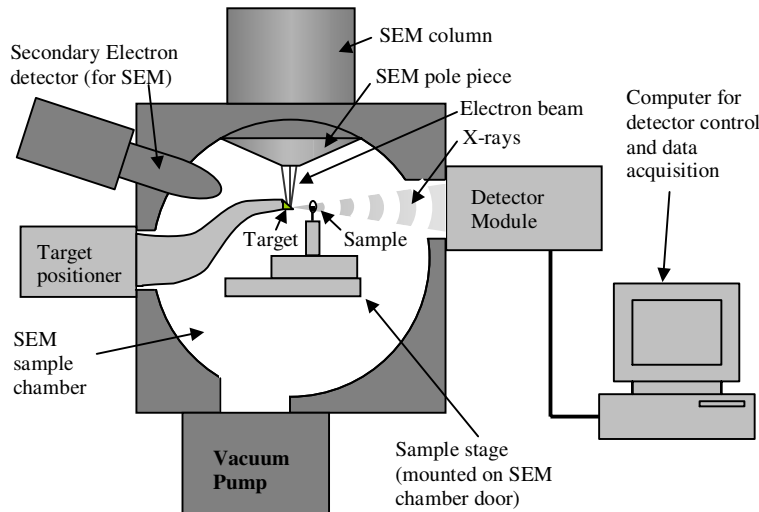 SEM column
Secondary Electron
detector (for SEM)
SEM pole piece
Electron beam
X-rays
Computer for
detector control
and data
acquisition
Detector
Module
Target
Sample
Target
positioner
SEM
sample
chamber
Sample stage
(mounted on SEM
chamber door)
Vacuum
Pump